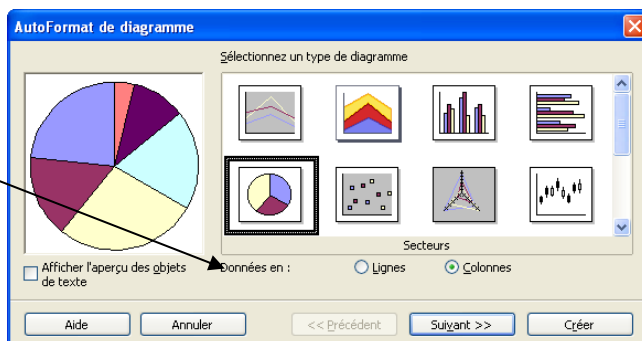 AutoFormat de diagramme
Sélectionnez un type de diagramme
Secteurs
Afficher l'aperçu des objets
de texte
Données en :
Lignes
Colonnes
Aide
Annuler
<< Précédent
Suivant >>
Créer